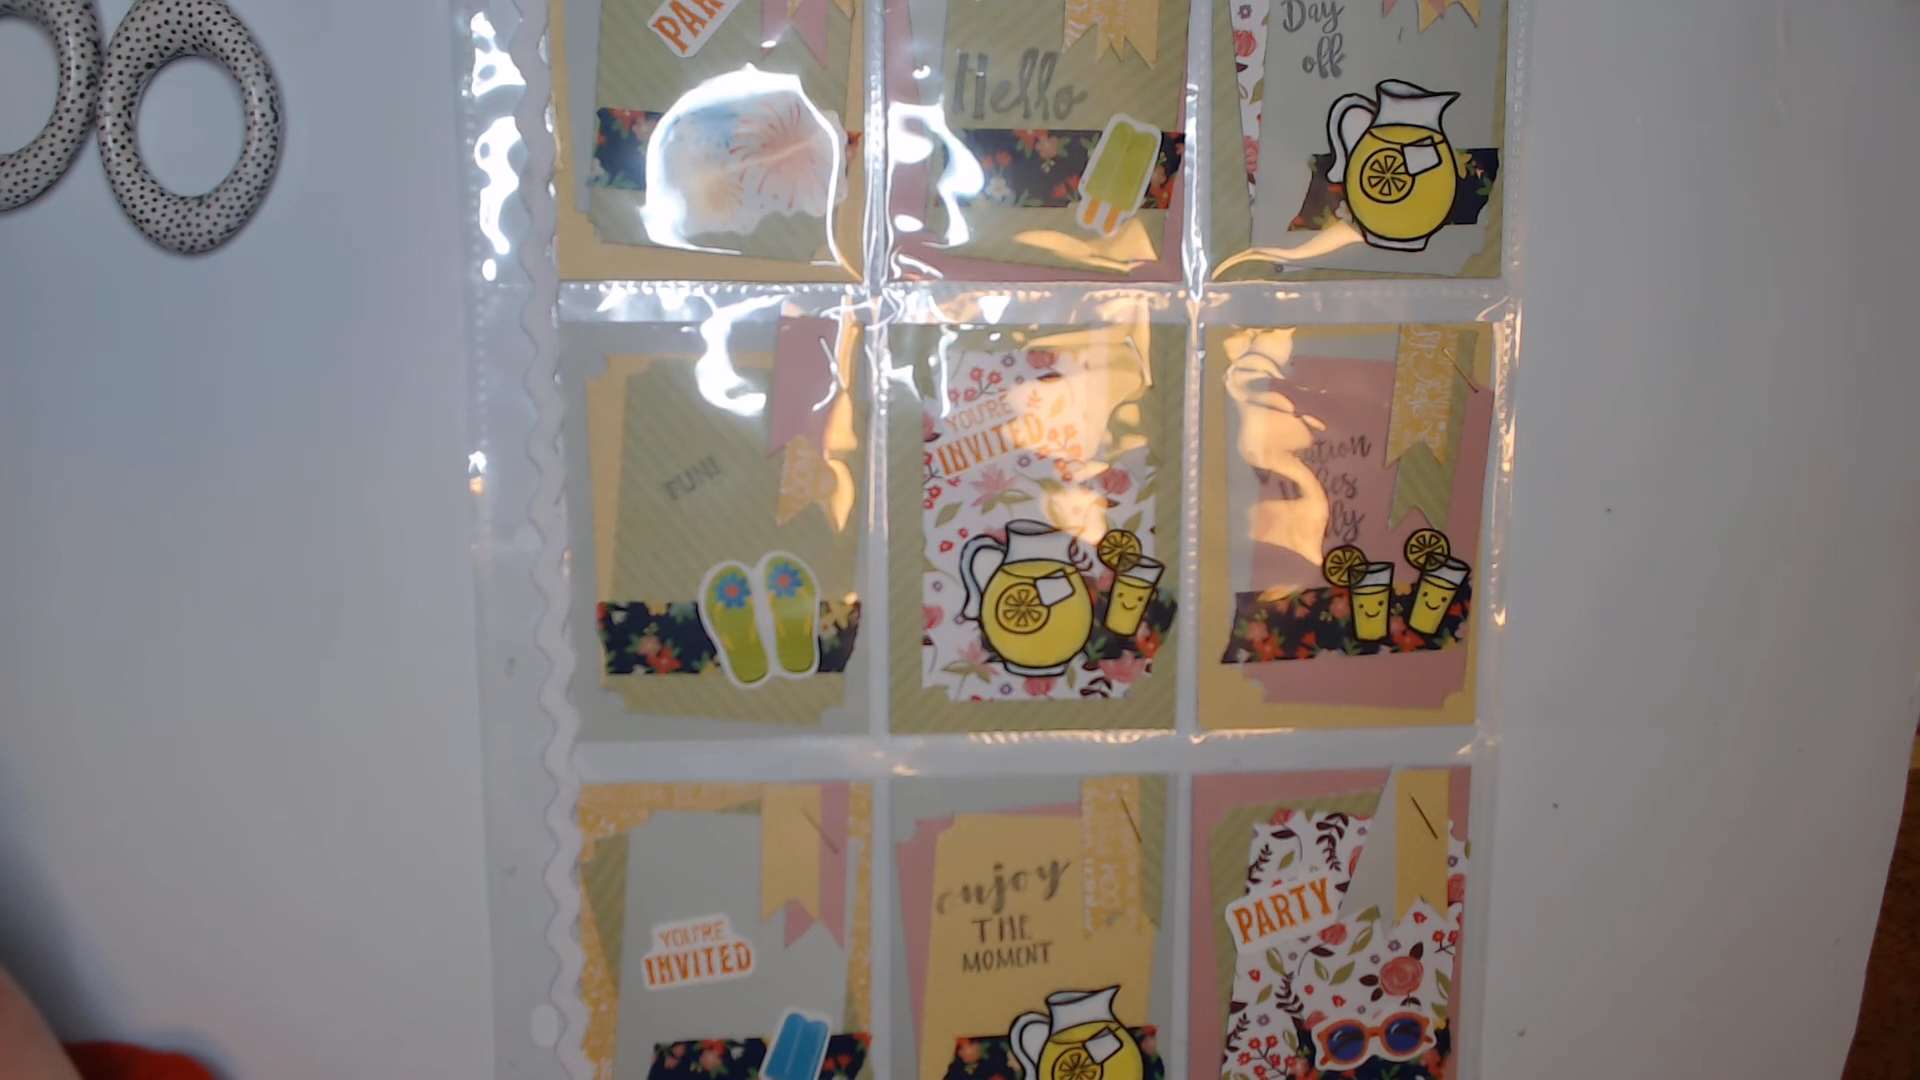 PAR
Hello
Day
off
FUN!
YOU'RE
INVITED
YOU'RE
INVITED
enjoy
THE
MOMENT
PARTY